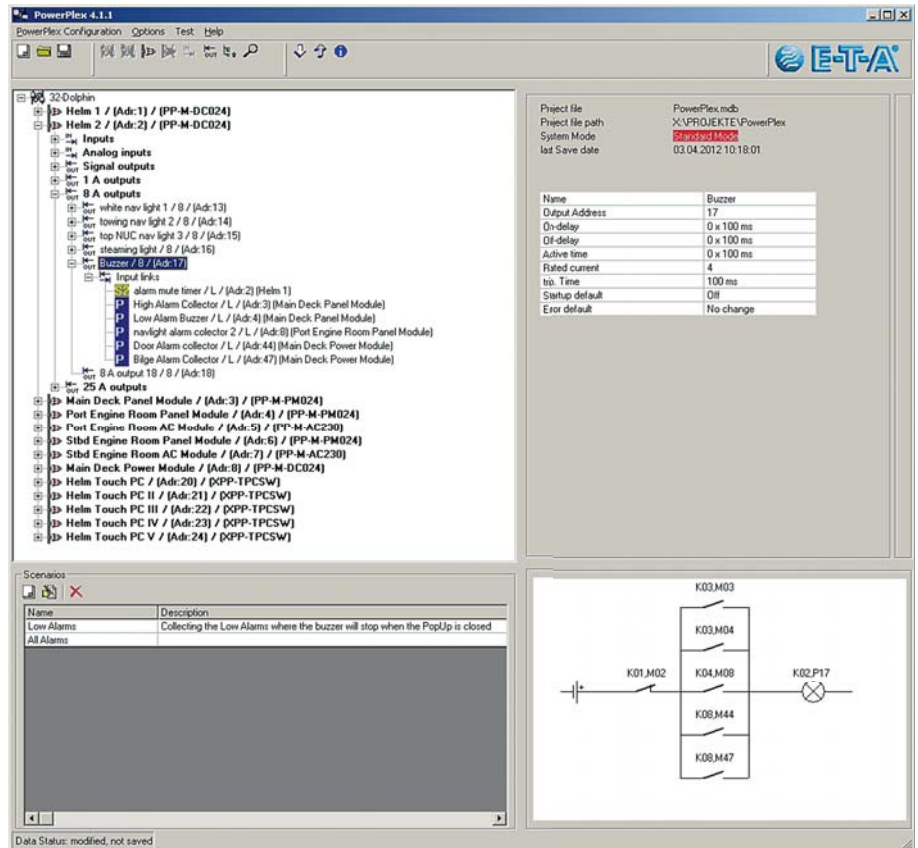 PowerPlex 4.1.1
PowerPlex Configuration Options Test Help
E-T-A
32-Dolphin
Helm 1 / (Adr:1) / (PP-M-DC024)
Helm 2 / (Adr:2) / (PP-M-DC024)
Inputs
Analog inputs
Signal outputs
1 A outputs
8 A outputs
white nav light 1 / 8 / (Adr:13)
towing nav light 2 / 8 / (Adr:14)
top NUC nav light 3 / 8 / (Adr:15)
steaming light / 8 / (Adr:16)
Buzzer / 8 / (Adr:17)
Input links
alarm mute timer / L / (Adr:2) (Helm 1)
High Alarm Collector / L / (Adr:3) (Main Deck Panel Module)
Low Alarm Buzzer / L / (Adr:4) (Main Deck Panel Module)
navlight alarm colector 2 / L / (Adr:8) (Port Engine Room Panel Module)
Door Alarm collector / L / (Adr:44) (Main Deck Power Module)
Bilge Alarm Collector / L / (Adr:47) (Main Deck Power Module)
8 A output 18 / 8 / (Adr:18)
25 A outputs
Main Deck Panel Module / (Adr:3) / (PP-M-PM024)
Port Engine Room Panel Module / (Adr:4) / (PP-M-PM024)
Port Engine Room AC Module / (Adr:5) / (PP-M-AC230)
Stbd Engine Room Panel Module / (Adr:6) / (PP-M-PM024)
Stbd Engine Room AC Module / (Adr:7) / (PP-M-AC230)
Main Deck Power Module / (Adr:8) / (PP-M-DC024)
Helm Touch PC / (Adr:20) / (XPP-TPCSW)
Helm Touch PC II / (Adr:21) / (XPP-TPCSW)
Helm Touch PC III / (Adr:22) / (XPP-TPCSW)
Helm Touch PC IV / (Adr:23) / (XPP-TPCSW)
Helm Touch PC V / (Adr:24) / (XPP-TPCSW)
Project file PowerPlex.mdb
Project file path X:\PROJEKTE\PowerPlex
System Mode Standard Mode
last Save date 03.04.2012 10:18:01
Name Buzzer
Output Address 17
On-delay 0 x 100 ms
Off-delay 0 x 100 ms
Active time 0 x 100 ms
Rated current 4
trip. Time 100 ms
Startup default Off
Error default No change
Scenarios
Name Description
Low Alarms Collecting the Low Alarms where the buzzer will stop when the PopUp is closed
All Alarms
K03,M03
K03,M04
K01,M02 K04,M08 K02,P17
K08,M44
K08,M47
Data Status: modified, not saved